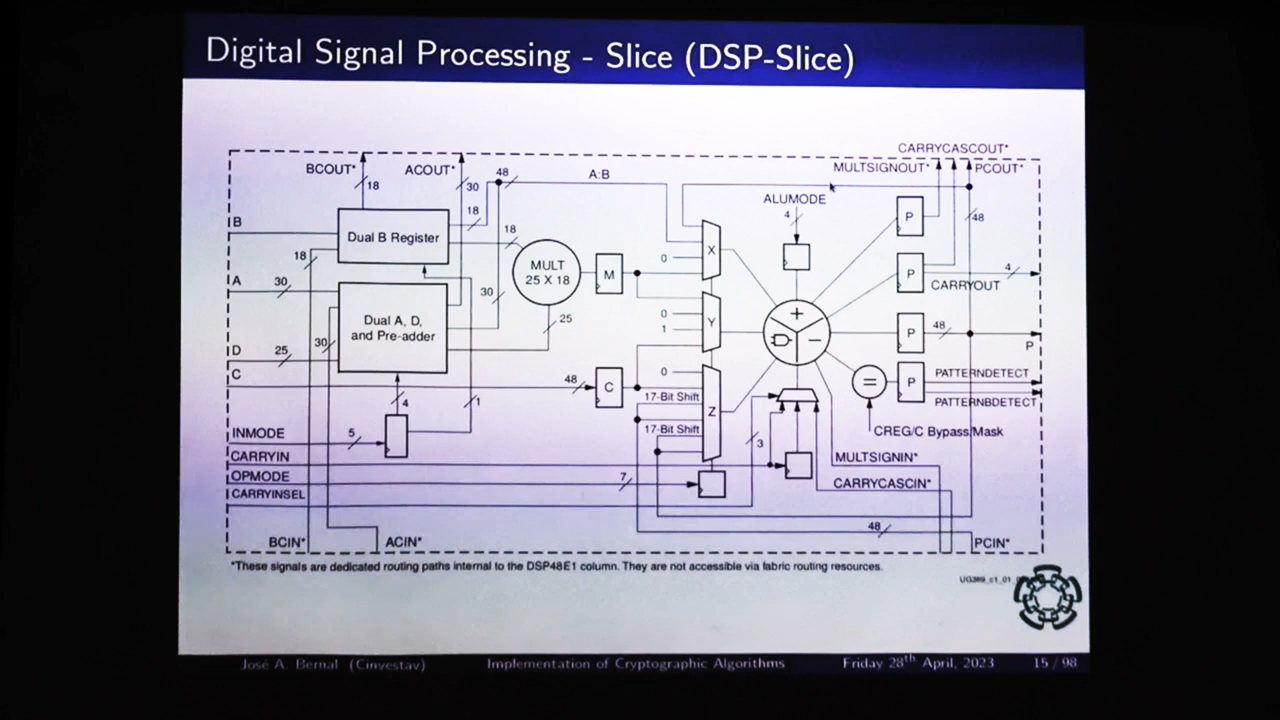 Digital Signal Processing - Slice (DSP-Slice)
CARRYCASCOUT*
BCOUT* ACOUT* MULTSIGNOUT* PCOUT*
18 30 48 A:B
ALUMODE
4
48
B
18
18
Dual B Register
P
X
0
18
MULT
25 X 18
M
A 30
30
P 4
CARRYOUT
Dual A, D,
and Pre-adder
25
0
1
Y
+
−
P 48
P
30
D 25
C
48
C
0
17-Bit Shift
17-Bit Shift
Z
=
P
PATTERNDETECT
PATTERNBDETECT
4
1
3
CREG/C Bypass/Mask
INMODE 5
CARRYIN
OPMODE 7
CARRYINSEL
MULTSIGNIN*
CARRYCASCIN*
48
BCIN* ACIN* PCIN*
*These signals are dedicated routing paths internal to the DSP48E1 column. They are not accessible via fabric routing resources.
José A. Bernal (Cinvestav) Implementation of Cryptographic Algorithms Friday 28th April, 2023 15 / 98